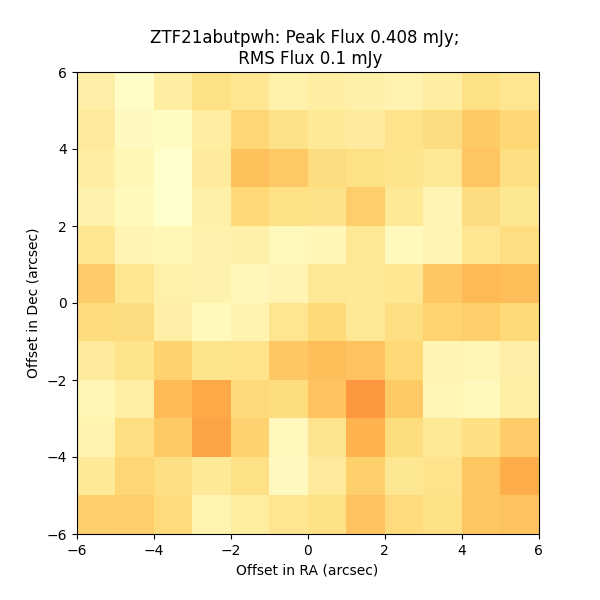 ZTF21abutpwh: Peak Flux 0.408 mJy;
RMS Flux 0.1 mJy
6
4
2
0
−2
−4
−6
Offset in Dec (arcsec)
−6 −4 −2 0 2 4 6
Offset in RA (arcsec)